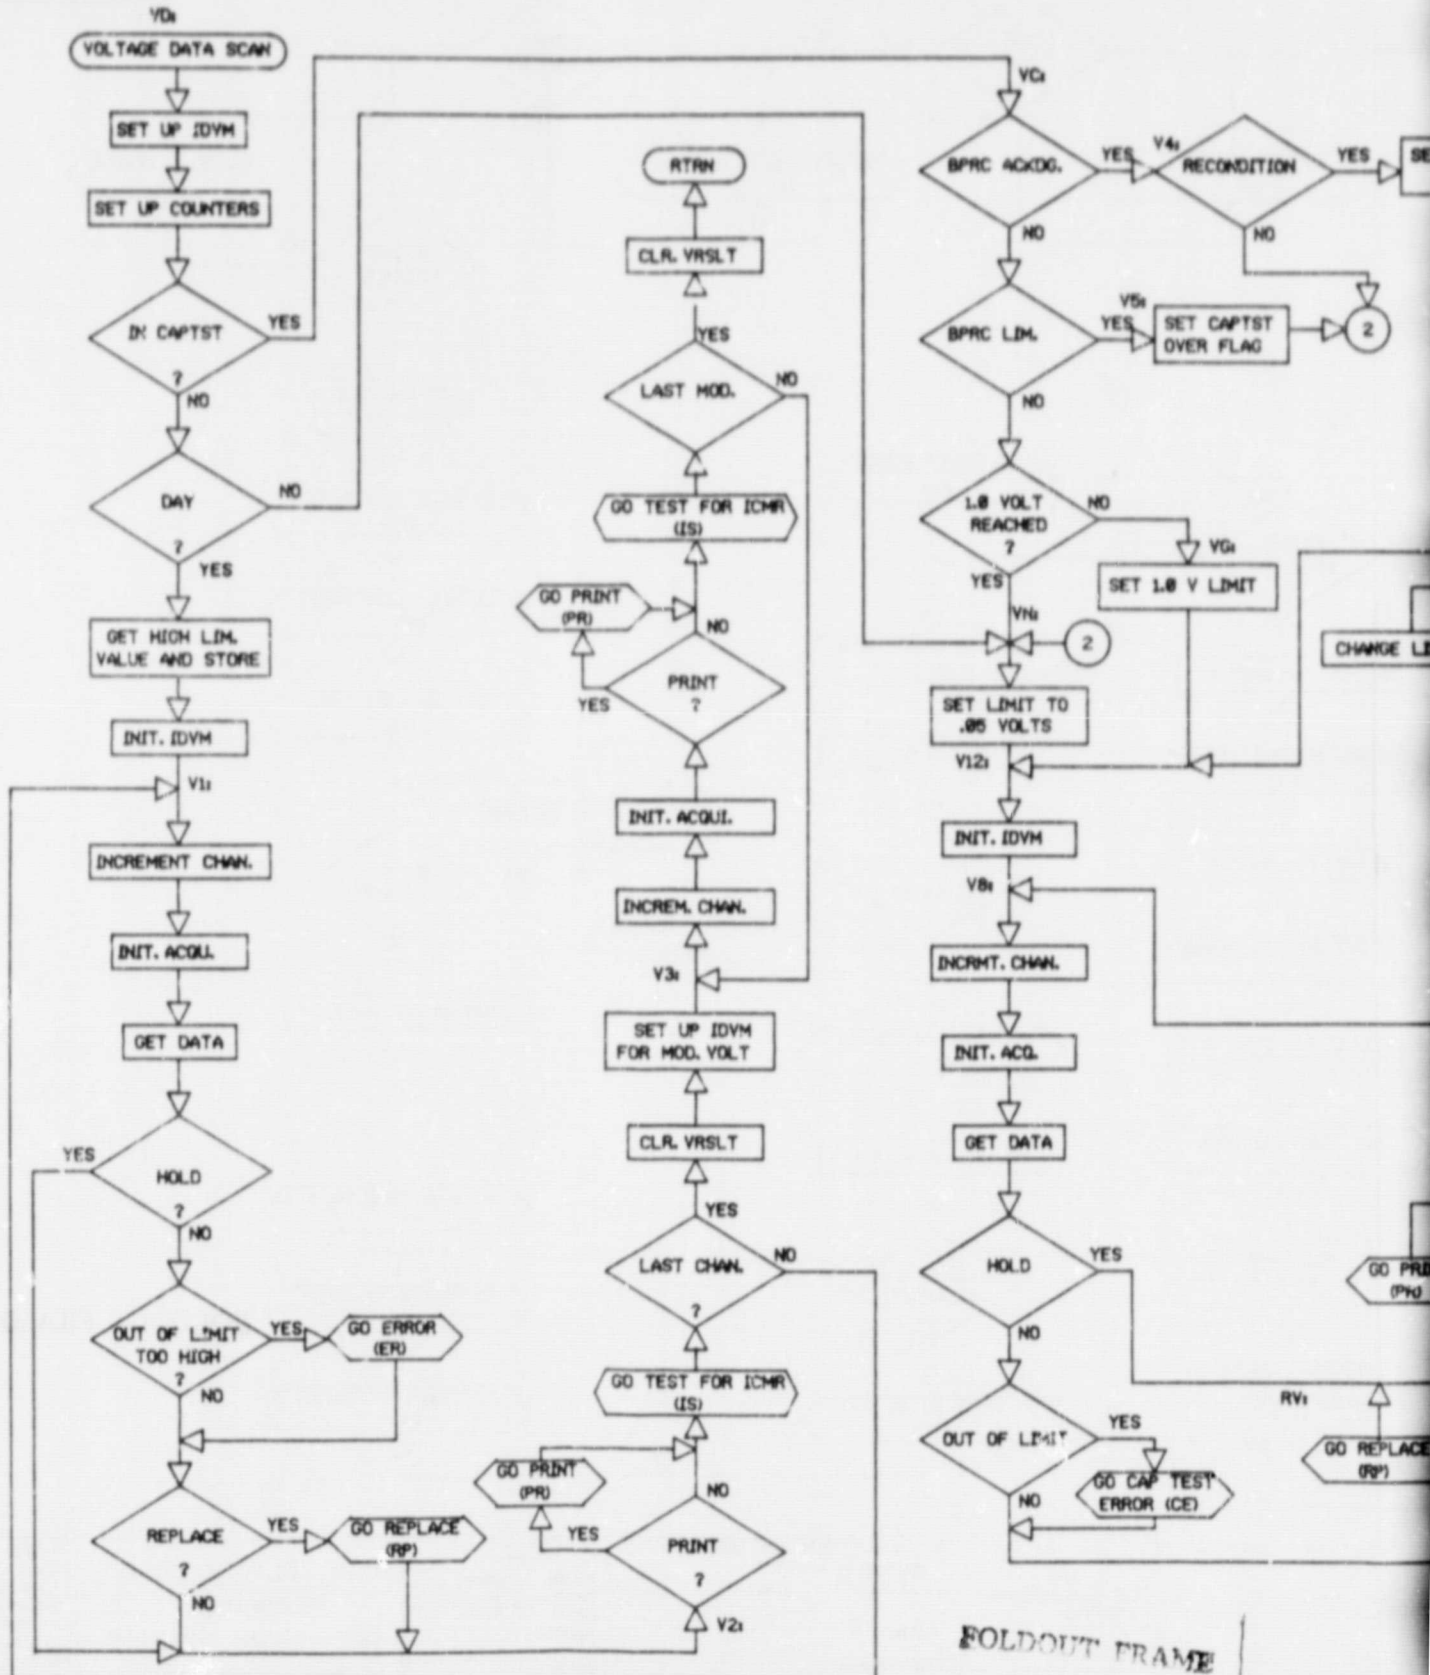 VD:
VOLTAGE DATA SCAN
SET UP IDVM
SET UP COUNTERS
IN CAPTST
?
YES
NO
DAY
?
NO
YES
GET HIGH LIM.
VALUE AND STORE
INIT. IDVM
V1:
INCREMENT CHAN.
INIT. ACQU.
GET DATA
YES
HOLD
?
NO
OUT OF LIMIT
TOO HIGH
?
YES
GO ERROR
(ER)
NO
REPLACE
?
YES
GO REPLACE
(RP)
NO
RTRN
CLR. VRSLT
YES
LAST MOD.
NO
GO TEST FOR ICMR
(IS)
GO PRINT
(PR)
NO
PRINT
?
YES
INIT. ACQUI.
INCREM. CHAN.
V3:
SET UP IDVM
FOR MOD. VOLT
CLR. VRSLT
YES
LAST CHAN.
?
NO
GO TEST FOR ICMR
(IS)
GO PRINT
(PR)
NO
YES
PRINT
?
V2:
VC:
BPRC ACKDG.
YES
V4:
RECONDITION
YES
SE
NO
NO
BPRC LIM.
YES
V5:
SET CAPTST
OVER FLAG
2
NO
1.0 VOLT
REACHED
?
NO
VG:
SET 1.0 V LIMIT
YES
VN:
2
CHANGE LI
SET LIMIT TO
.05 VOLTS
V12:
INIT. IDVM
V8:
INCRMT. CHAN.
INIT. ACQ.
GET DATA
HOLD
YES
NO
GO PRI
RV:
GO REPLACE
(RP)
OUT OF LIMIT
YES
GO CAP TEST
ERROR (CE)
NO
FOLDOUT FRAME